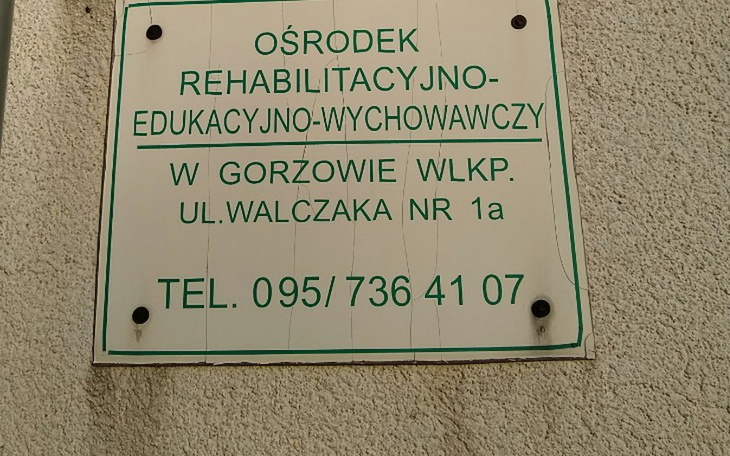 OŚRODEK
REHABILITACYJNO-
EDUKACYJNO-WYCHOWAWCZY
W GORZOWIE WLKP.
UL.WALCZAKA NR 1a
TEL. 095/ 736 41 07